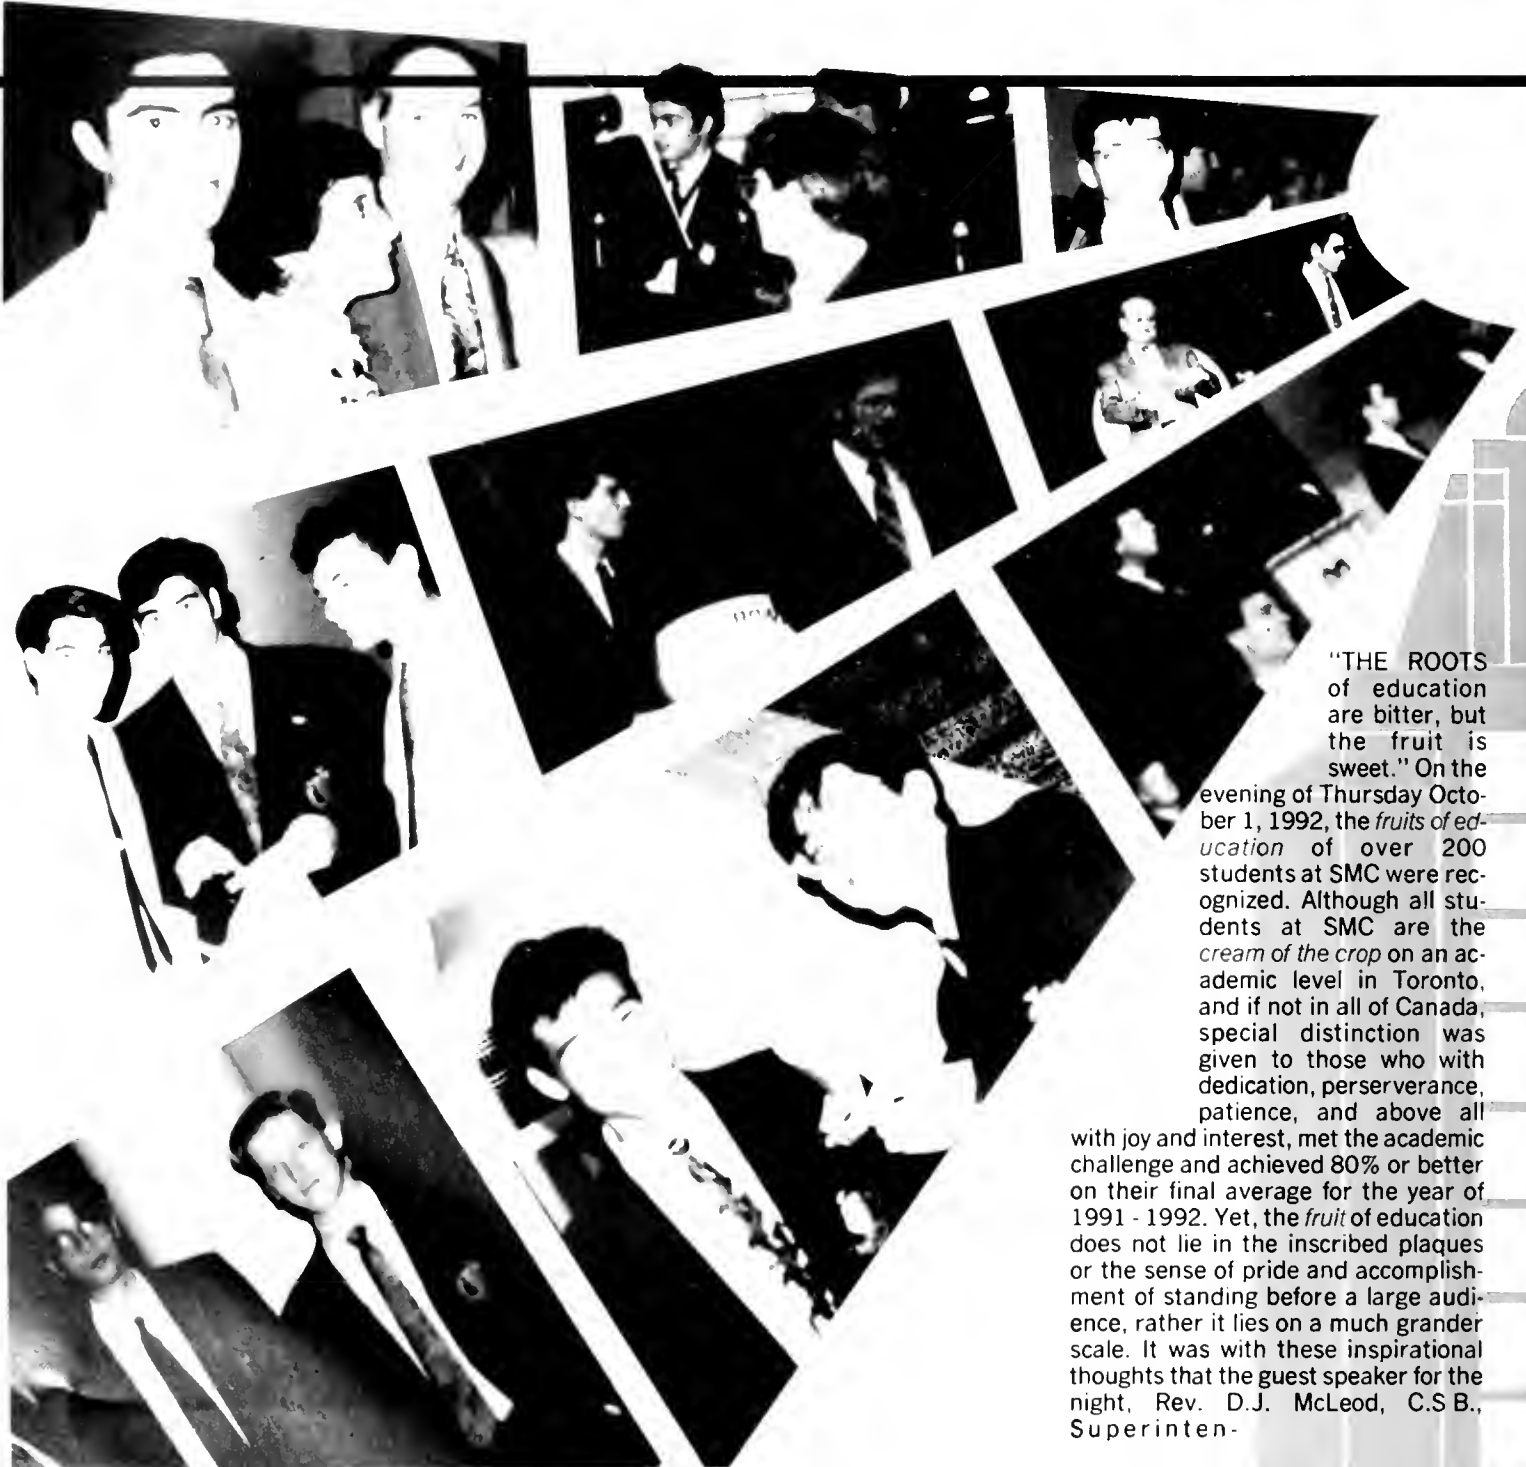 "THE ROOTS
of education
are bitter, but
the fruit is
sweet." On the
evening of Thursday Octo-
ber 1, 1992, the fruits of ed-
ucation of over 200
students at SMC were rec-
ognized. Although all stu-
dents at SMC are the
cream of the crop on an ac-
ademic level in Toronto,
and if not in all of Canada,
special distinction was
given to those who with
dedication, perserverance,
patience, and above all
with joy and interest, met the academic
challenge and achieved 80% or better
on their final average for the year of
1991 - 1992. Yet, the fruit of education
does not lie in the inscribed plaques
or the sense of pride and accomplish-
ment of standing before a large audi-
ence, rather it lies on a much grander
scale. It was with these inspirational
thoughts that the guest speaker for the
night, Rev. D.J. McLeod, C.S B.,
Superinten-